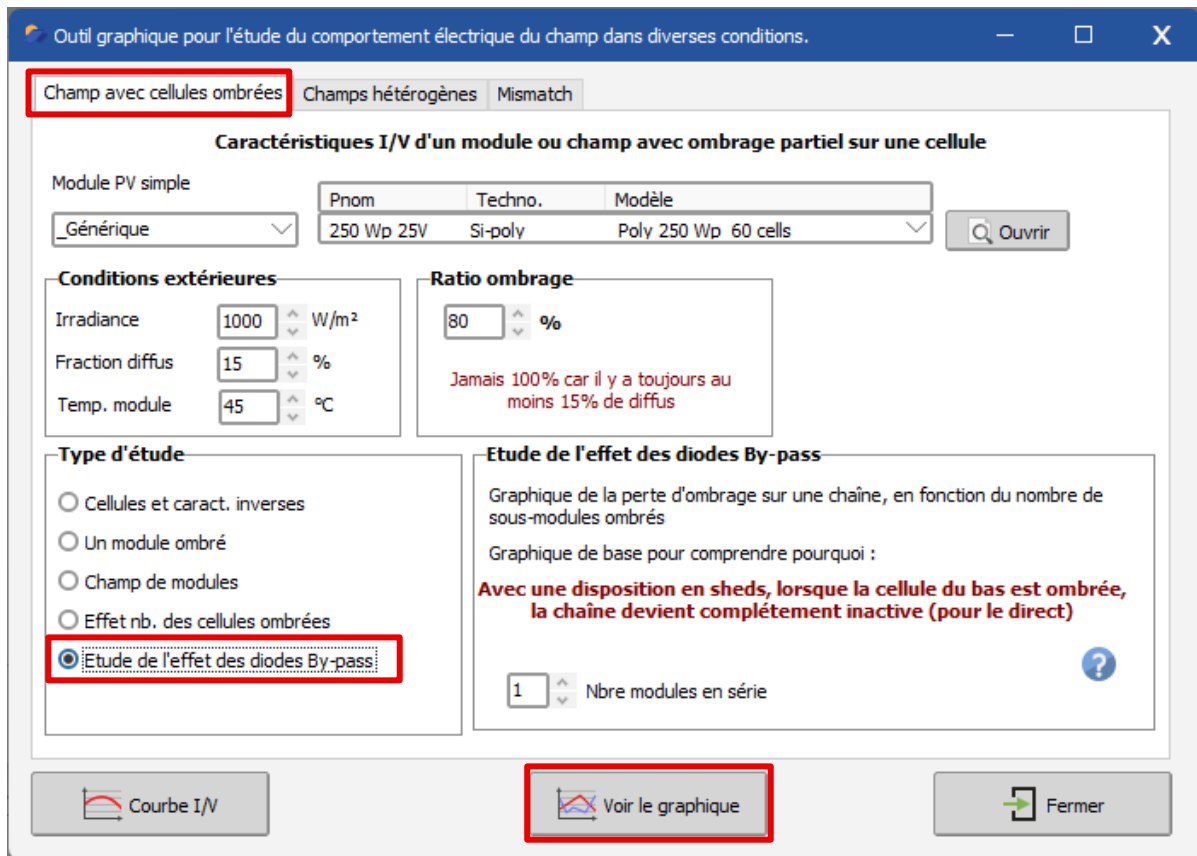 Outil graphique pour l'étude du comportement électrique du champ dans diverses conditions.
Champ avec cellules ombrées Champs hétérogènes Mismatch
Caractéristiques I/V d'un module ou champ avec ombrage partiel sur une cellule
Module PV simple
Pnom Techno. Modèle
_Générique 250 Wp 25V Si-poly Poly 250 Wp 60 cells Ouvrir
Conditions extérieures
Irradiance 1000 W/m²
Fraction diffus 15 %
Temp. module 45 °C
Ratio ombrage
80 %
Jamais 100% car il y a toujours au
moins 15% de diffus
Type d'étude
Cellules et caract. inverses
Un module ombré
Champ de modules
Effet nb. des cellules ombrées
Etude de l'effet des diodes By-pass
Etude de l'effet des diodes By-pass
Graphique de la perte d'ombrage sur une chaîne, en fonction du nombre de
sous-modules ombrés
Graphique de base pour comprendre pourquoi :
Avec une disposition en sheds, lorsque la cellule du bas est ombrée,
la chaîne devient complétement inactive (pour le direct)
?
1 Nbre modules en série
Courbe I/V Voir le graphique Fermer